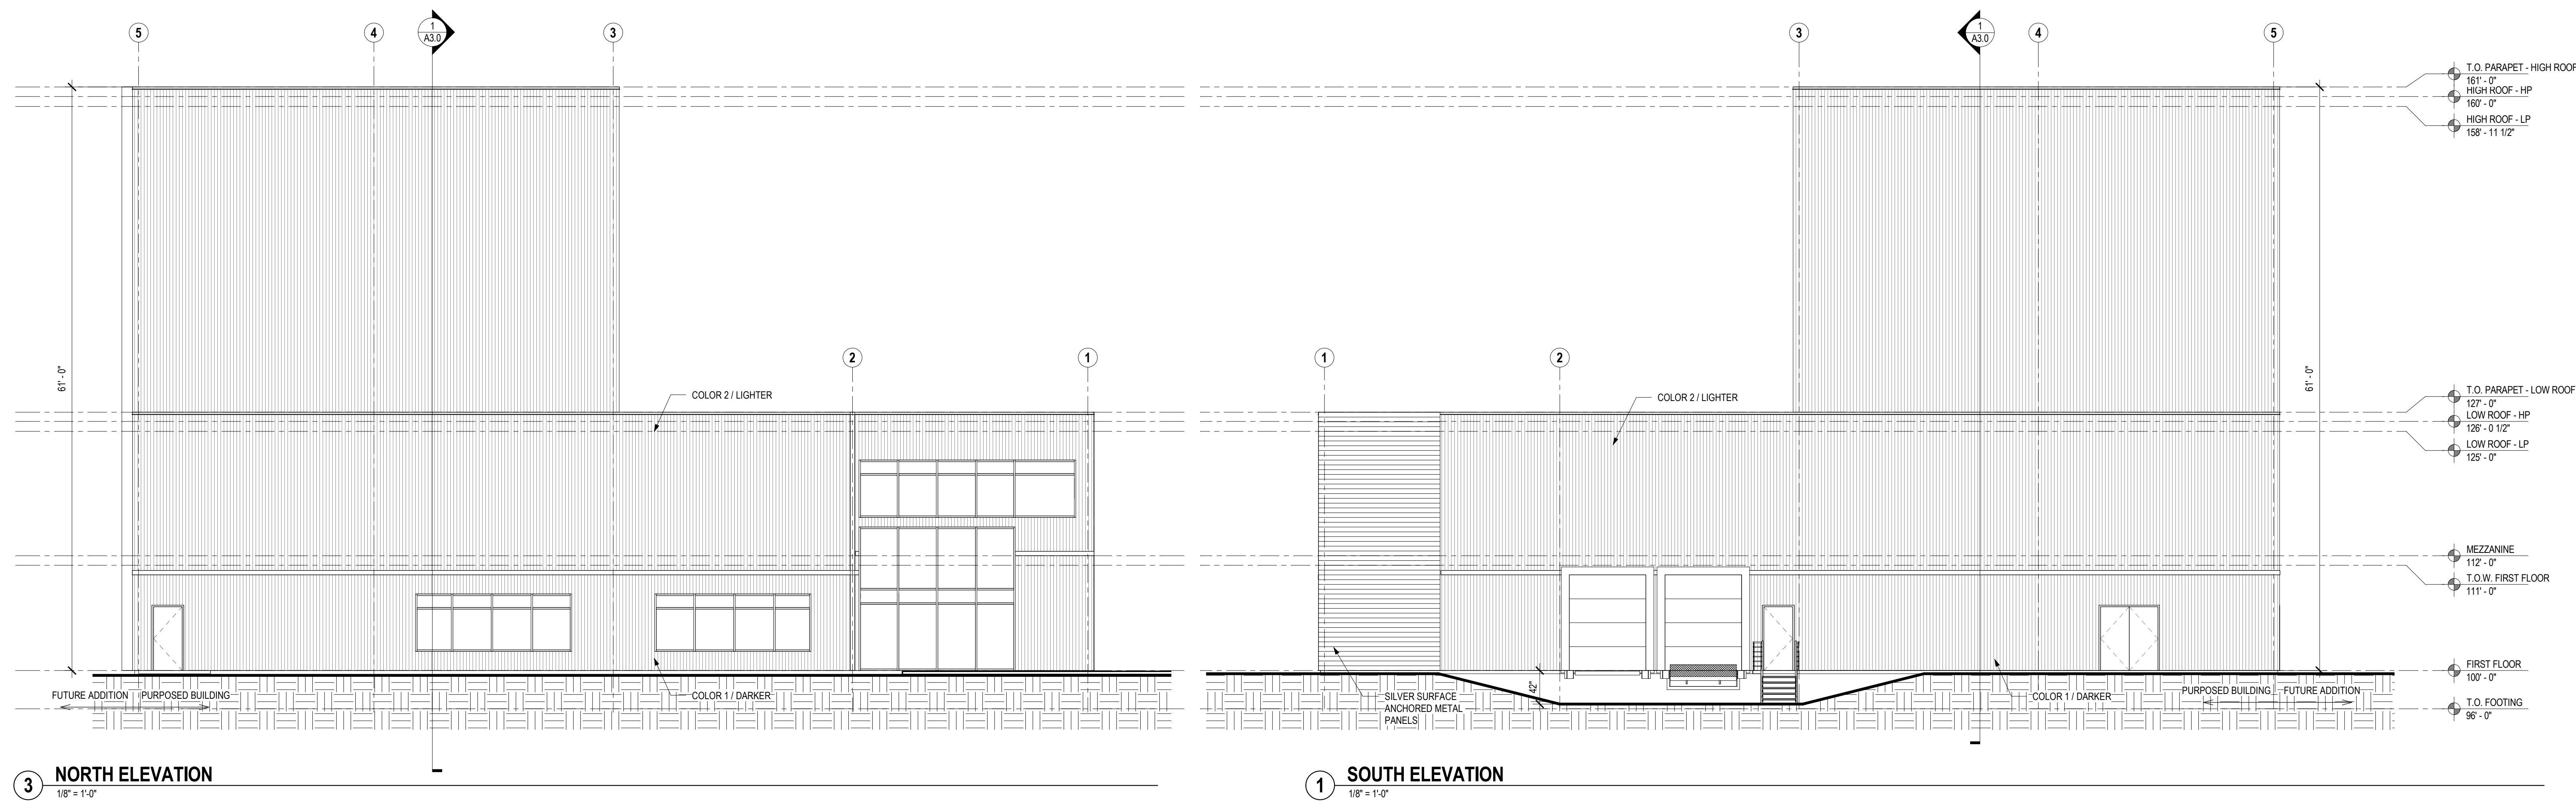 5
4
1
A3.0
3
3
1
A3.0
4
5
T.O. PARAPET - HIGH ROOF
161' - 0"
HIGH ROOF - HP
160' - 0"
HIGH ROOF - LP
158' - 11 1/2"
2
1
1
2
61' - 0"
61' - 0"
COLOR 2 / LIGHTER
COLOR 2 / LIGHTER
T.O. PARAPET - LOW ROOF
127' - 0"
LOW ROOF - HP
126' - 0 1/2"
LOW ROOF - LP
125' - 0"
MEZZANINE
112' - 0"
T.O.W. FIRST FLOOR
111' - 0"
FIRST FLOOR
100' - 0"
T.O. FOOTING
96' - 0"
FUTURE ADDITION
PURPOSED BUILDING
COLOR 1 / DARKER
SILVER SURFACE
ANCHORED METAL
PANELS
42"
COLOR 1 / DARKER
PURPOSED BUILDING
FUTURE ADDITION
3
NORTH ELEVATION
1/8" = 1'-0"
1
SOUTH ELEVATION
1/8" = 1'-0"